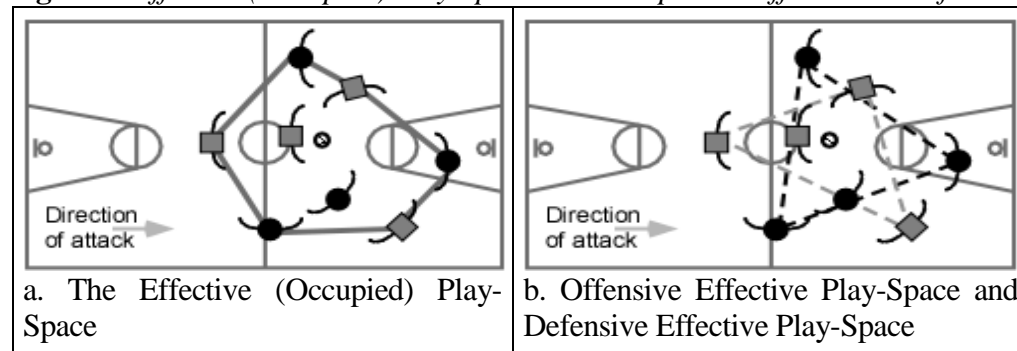 Direction
of attack
Direction
of attack
a. The Effective (Occupied) Play-
Space
b. Offensive Effective Play-Space and
Defensive Effective Play-Space